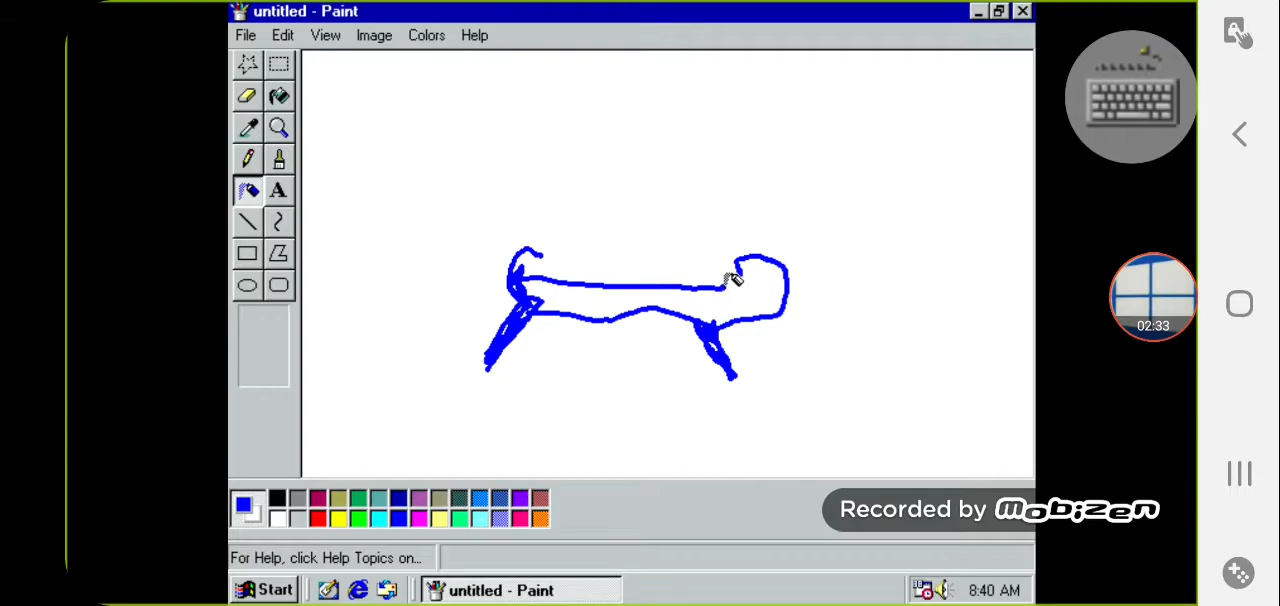 untitled - Paint
File Edit View Image Colors Help
A
02:33
Recorded by mobizen
For Help, click Help Topics on...
Start untitled - Paint 8:40 AM